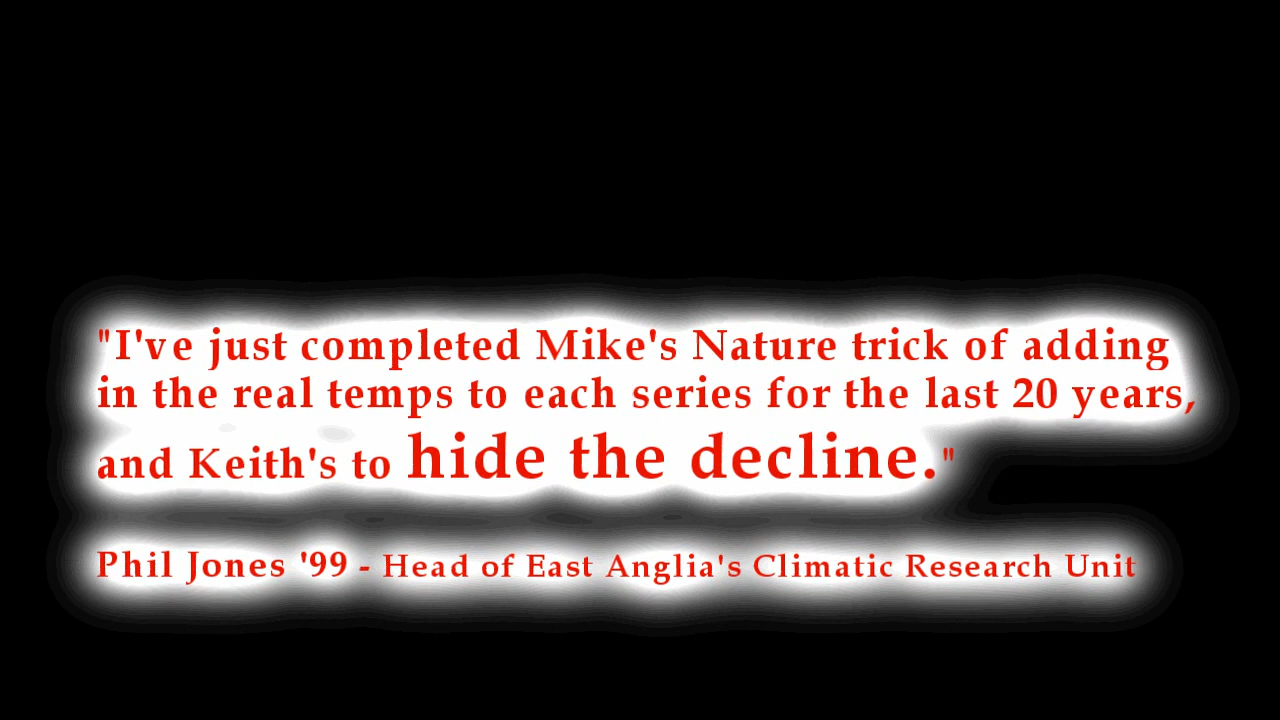 "I've just completed Mike's Nature trick of adding
in the real temps to each series for the last 20 years,
and Keith's to hide the decline."
Phil Jones '99 - Head of East Anglia's Climatic Research Unit